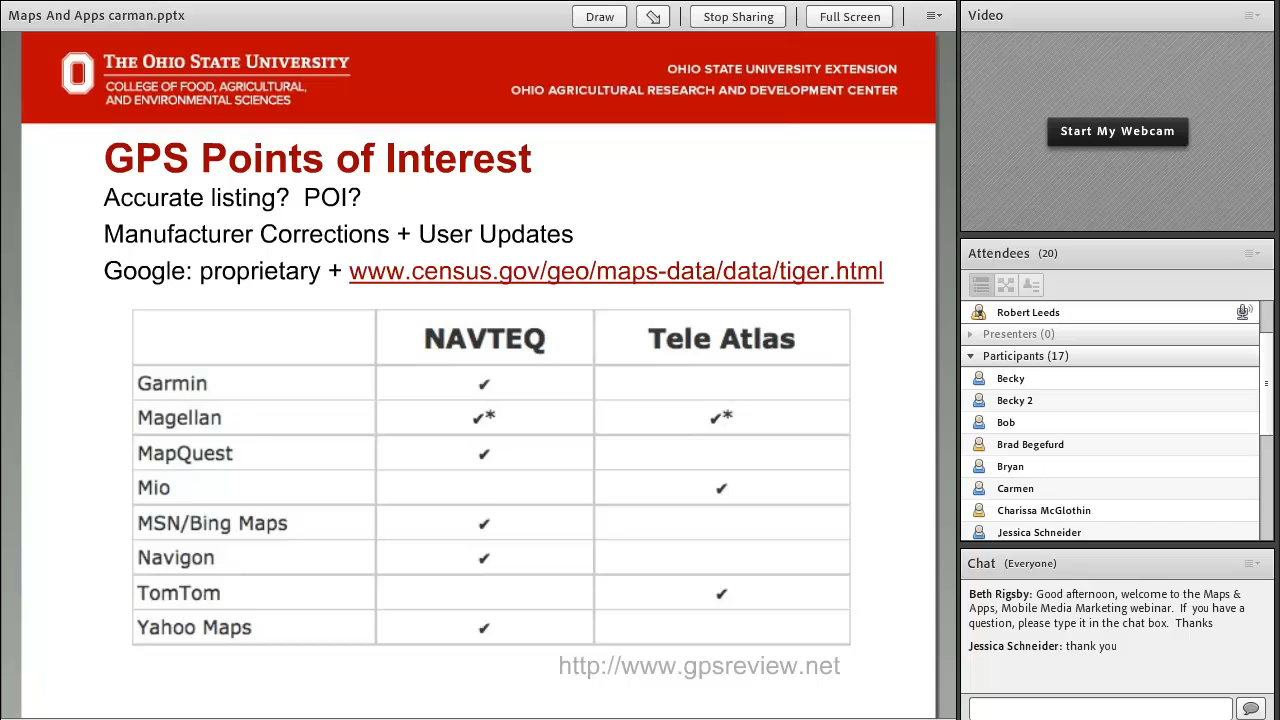 Maps And Apps carman.pptx
Draw
Stop Sharing
Full Screen
THE OHIO STATE UNIVERSITY
COLLEGE OF FOOD, AGRICULTURAL,
AND ENVIRONMENTAL SCIENCES
OHIO STATE UNIVERSITY EXTENSION
OHIO AGRICULTURAL RESEARCH AND DEVELOPMENT CENTER
GPS Points of Interest
Accurate listing? POI?
Manufacturer Corrections + User Updates
Google: proprietary + www.census.gov/geo/maps-data/data/tiger.html
NAVTEQ Tele Atlas
Garmin ✔
Magellan ✔* ✔*
MapQuest ✔
Mio ✔
MSN/Bing Maps ✔
Navigon ✔
TomTom ✔
Yahoo Maps ✔
http://www.gpsreview.net
Video
Start My Webcam
Attendees (20)
Robert Leeds
Presenters (0)
Participants (17)
Becky
Becky 2
Bob
Brad Begefurd
Bryan
Carmen
Charissa McGlothin
Jessica Schneider
Chat (Everyone)
Beth Rigsby: Good afternoon, welcome to the Maps &
Apps, Mobile Media Marketing webinar. If you have a
question, please type it in the chat box. Thanks
Jessica Schneider: thank you